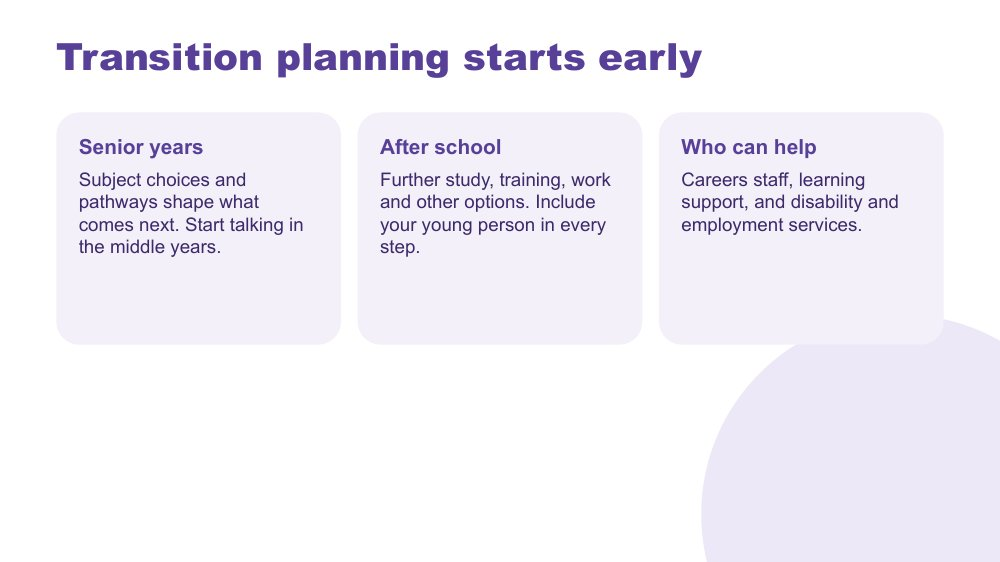 Transition planning starts early
Senior years
Subject choices and
pathways shape what
comes next. Start talking in
the middle years.
After school
Further study, training, work
and other options. Include
your young person in every
step.
Who can help
Careers staff, learning
support, and disability and
employment services.